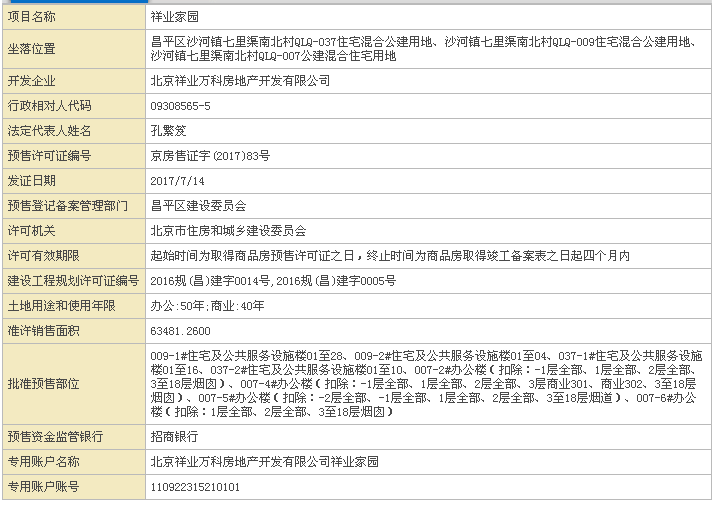 项目名称 祥业家园
坐落位置 昌平区沙河镇七里渠南北村QLQ-037住宅混合公建用地、沙河镇七里渠南北村QLQ-009住宅混合公建用地、
沙河镇七里渠南北村QLQ-007公建混合住宅用地
开发企业 北京祥业万科房地产开发有限公司
行政相对人代码 09308565-5
法定代表人姓名 孔繁笅
预售许可证编号 京房售证字(2017)83号
发证日期 2017/7/14
预售登记备案管理部门 昌平区建设委员会
许可机关 北京市住房和城乡建设委员会
许可有效期限 起始时间为取得商品房预售许可证之日，终止时间为商品房取得竣工备案表之日起四个月内
建设工程规划许可证编号 2016规(昌)建字0014号,2016规(昌)建字0005号
土地用途和使用年限 办公:50年;商业:40年
准许销售面积 63481.2600
批准预售部位 009-1#住宅及公共服务设施楼01至28、009-2#住宅及公共服务设施楼01至04、037-1#住宅及公共服务设施
楼01至16、037-2#住宅及公共服务设施楼01至10、007-2#办公楼（扣除：-1层全部、1层全部、2层全部、
3至18层烟囱）、007-4#办公楼（扣除：-1层全部、1层全部、2层全部、3层商业301、商业302、3至18层
烟囱）、007-5#办公楼（扣除：-2层全部、-1层全部、1层全部、2层全部、3至18层烟道）、007-6#办公
楼（扣除：1层全部、2层全部、3至18层烟囱）
预售资金监管银行 招商银行
专用账户名称 北京祥业万科房地产开发有限公司祥业家园
专用账户账号 110922315210101